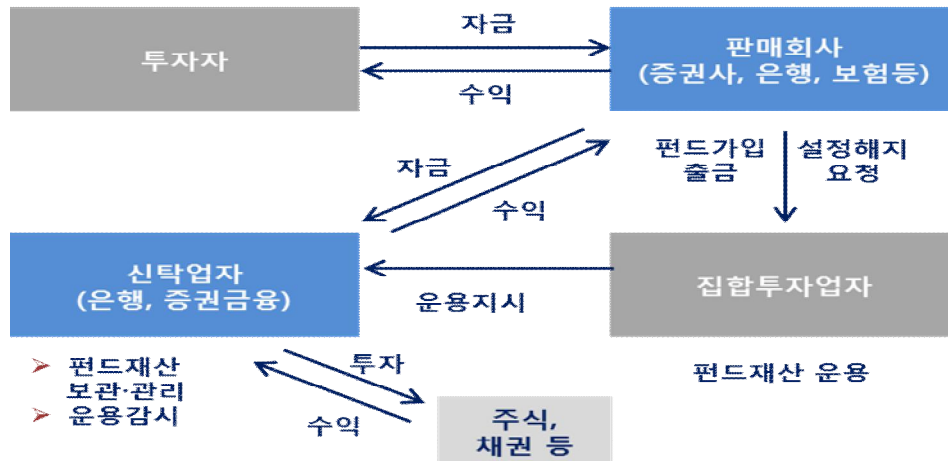 자금
투자자
판매회사
(증권사, 은행, 보험등)
수익
자금
펀드가입
출금
설정해지
요청
수익
신탁업자
(은행, 증권금융)
운용지시
집합투자업자
➢ 펀드재산
보관·관리
➢ 운용감시
투자
수익
펀드재산 운용
주식,
채권 등